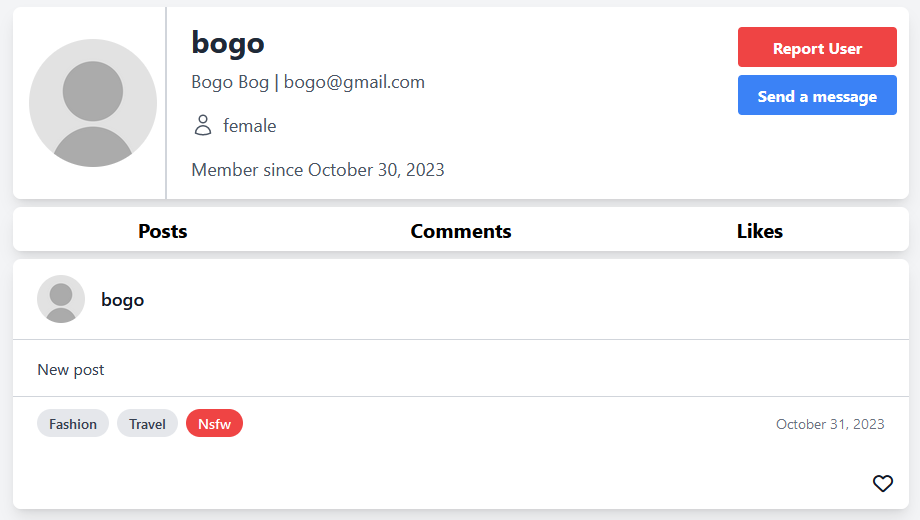 bogo
Bogo Bog | bogo@gmail.com
female
Member since October 30, 2023
Report User
Send a message
Posts Comments Likes
bogo
New post
Fashion Travel Nsfw October 31, 2023